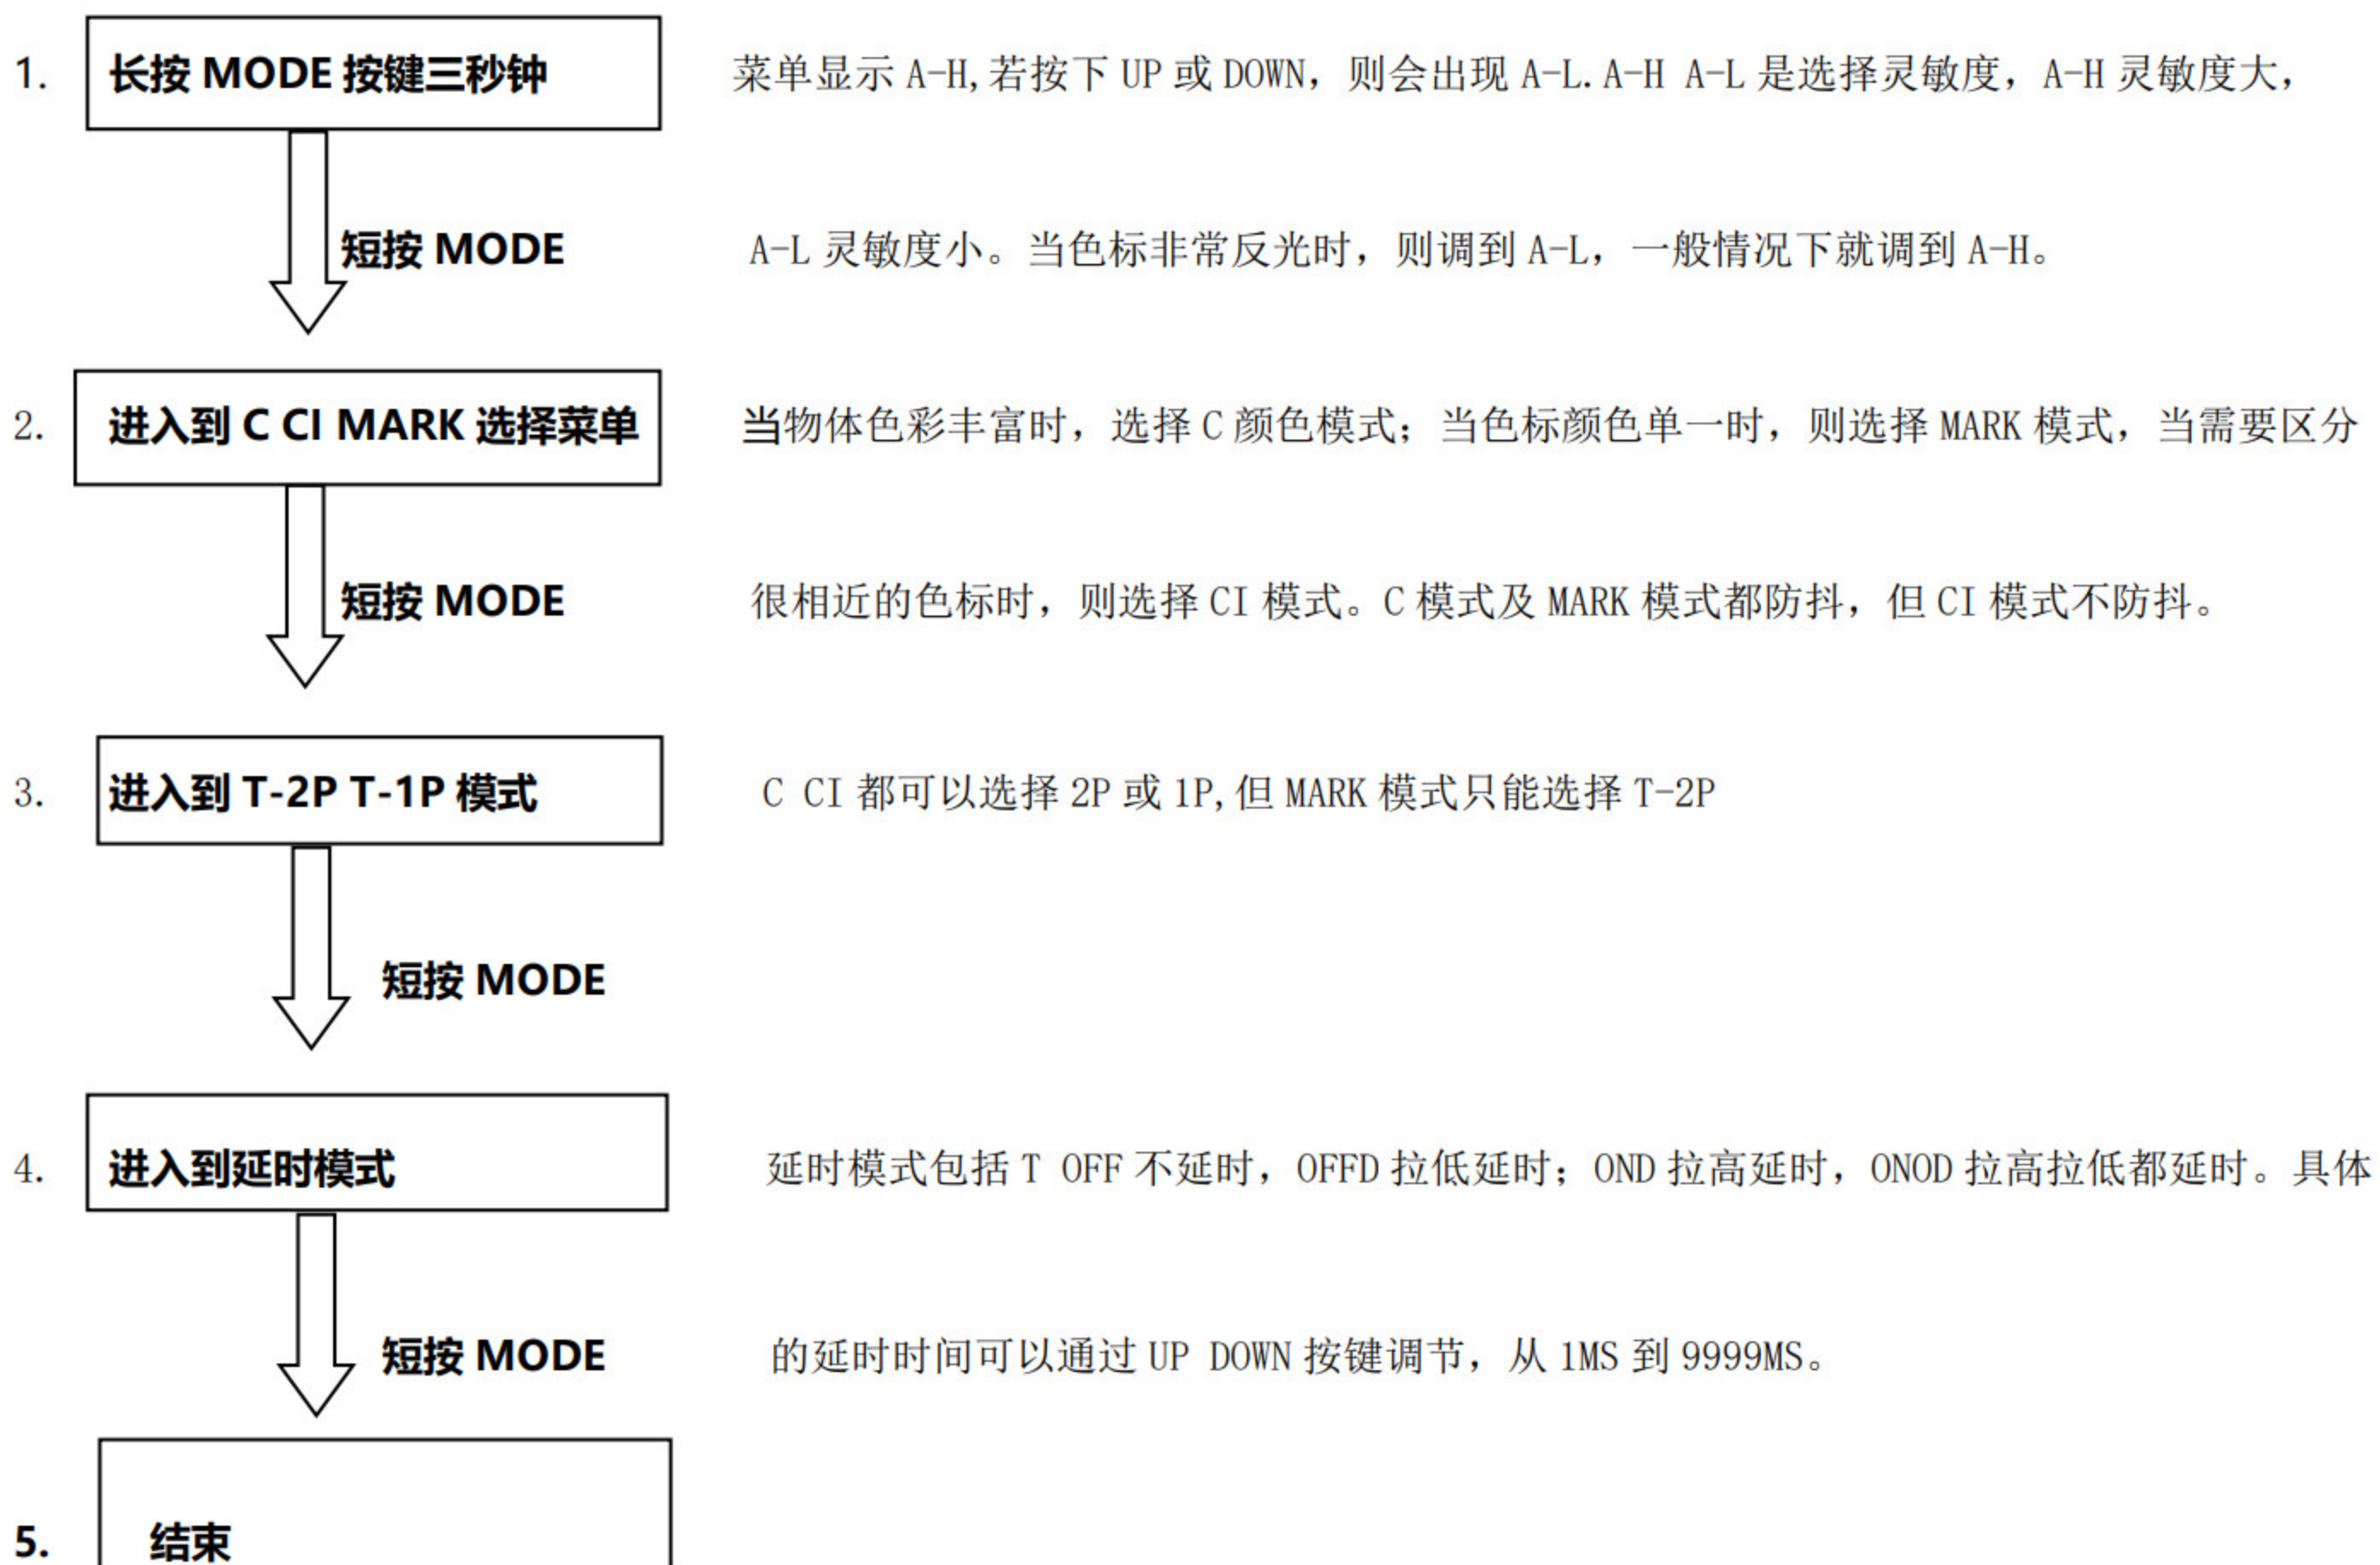 1. 长按 MODE 按键三秒钟 菜单显示 A-H,若按下 UP 或 DOWN，则会出现 A-L.A-H A-L 是选择灵敏度，A-H 灵敏度大，
短按 MODE A-L 灵敏度小。当色标非常反光时，则调到 A-L，一般情况下就调到 A-H。
2. 进入到 C CI MARK 选择菜单 当物体色彩丰富时，选择 C 颜色模式；当色标颜色单一时，则选择 MARK 模式，当需要区分
短按 MODE 很相近的色标时，则选择 CI 模式。C 模式及 MARK 模式都防抖，但 CI 模式不防抖。
3. 进入到 T-2P T-1P 模式 C CI 都可以选择 2P 或 1P,但 MARK 模式只能选择 T-2P
短按 MODE
4. 进入到延时模式 延时模式包括 T OFF 不延时，OFFD 拉低延时；OND 拉高延时，ONOD 拉高拉低都延时。具体
短按 MODE 的延时时间可以通过 UP DOWN 按键调节，从 1MS 到 9999MS。
5. 结束